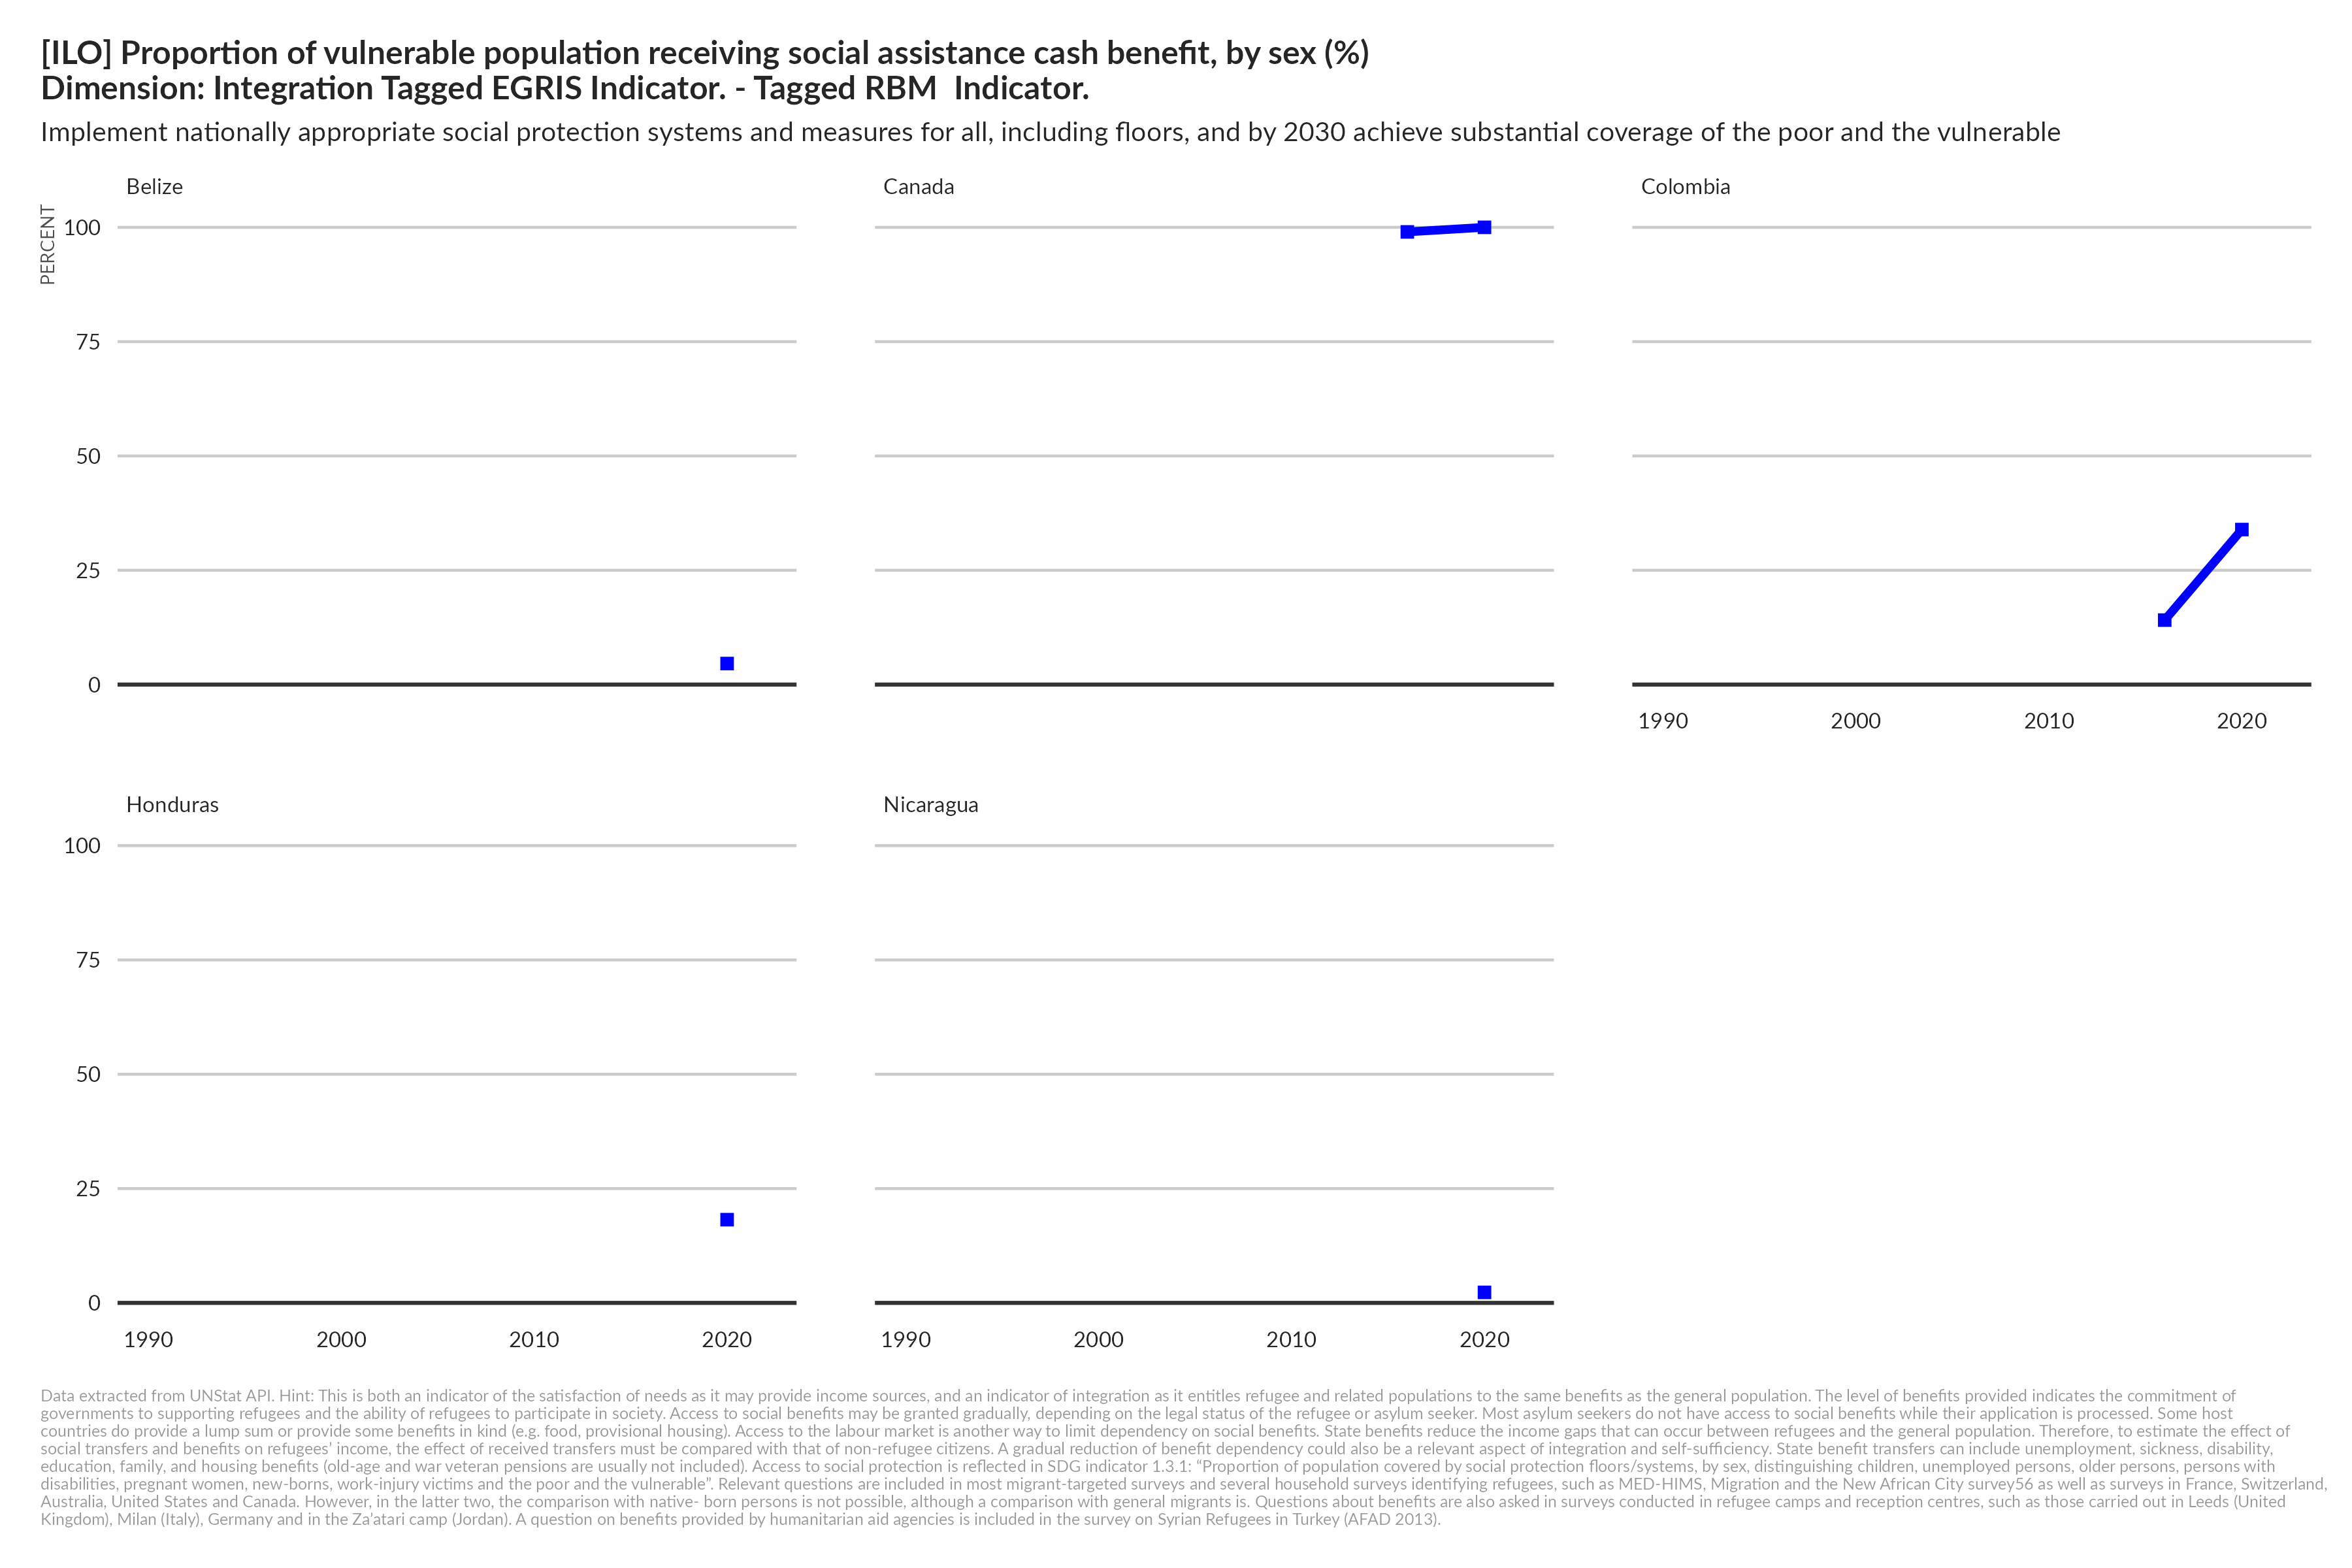 [ILO] Proportion of vulnerable population receiving social assistance cash benefit, by sex (%)
Dimension: Integration Tagged EGRIS Indicator. - Tagged RBM  Indicator.
Implement nationally appropriate social protection systems and measures for all, including floors, and by 2030 achieve substantial coverage of the poor and the vulnerable
Belize
Canada
Colombia
PERCENT
100
75
50
25
0
1990 2000 2010 2020
Honduras
Nicaragua
100
75
50
25
0
1990 2000 2010 2020
1990 2000 2010 2020
Data extracted from UNStat API. Hint: This is both an indicator of the satisfaction of needs as it may provide income sources, and an indicator of integration as it entitles refugee and related populations to the same benefits as the general population. The level of benefits provided indicates the commitment of
governments to supporting refugees and the ability of refugees to participate in society. Access to social benefits may be granted gradually, depending on the legal status of the refugee or asylum seeker. Most asylum seekers do not have access to social benefits while their application is processed. Some host
countries do provide a lump sum or provide some benefits in kind (e.g. food, provisional housing). Access to the labour market is another way to limit dependency on social benefits. State benefits reduce the income gaps that can occur between refugees and the general population. Therefore, to estimate the effect of
social transfers and benefits on refugees' income, the effect of received transfers must be compared with that of non-refugee citizens. A gradual reduction of benefit dependency could also be a relevant aspect of integration and self-sufficiency. State benefit transfers can include unemployment, sickness, disability,
education, family, and housing benefits (old-age and war veteran pensions are usually not included). Access to social protection is reflected in SDG indicator 1.3.1: “Proportion of population covered by social protection floors/systems, by sex, distinguishing children, unemployed persons, older persons, persons with
disabilities, pregnant women, new-borns, work-injury victims and the poor and the vulnerable”. Relevant questions are included in most migrant-targeted surveys and several household surveys identifying refugees, such as MED-HIMS, Migration and the New African City survey56 as well as surveys in France, Switzerland,
Australia, United States and Canada. However, in the latter two, the comparison with native- born persons is not possible, although a comparison with general migrants is. Questions about benefits are also asked in surveys conducted in refugee camps and reception centres, such as those carried out in Leeds (United
Kingdom), Milan (Italy), Germany and in the Za'atari camp (Jordan). A question on benefits provided by humanitarian aid agencies is included in the survey on Syrian Refugees in Turkey (AFAD 2013).